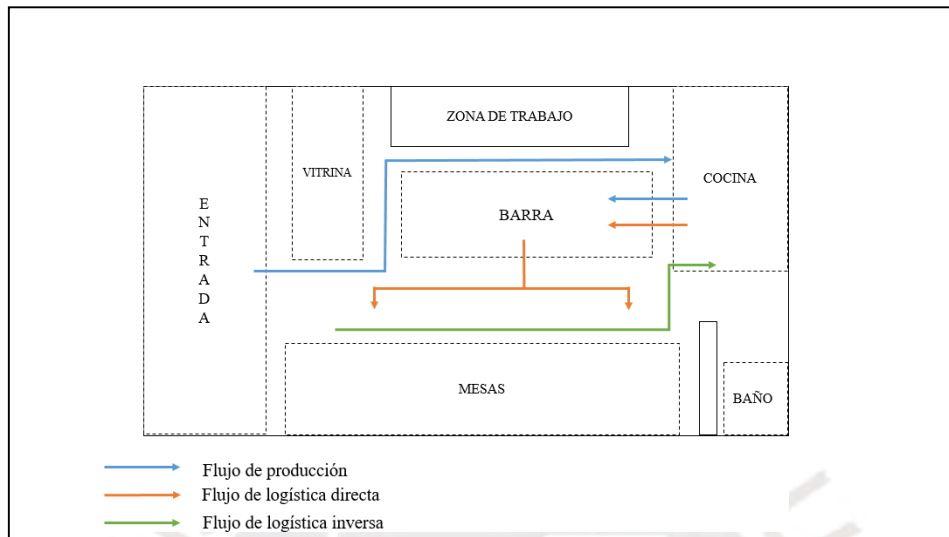 ZONA DE TRABAJO
VITRINA
COCINA
BARRA
ENTRADA
MESAS
BAÑO
Flujo de producción
Flujo de logística directa
Flujo de logística inversa